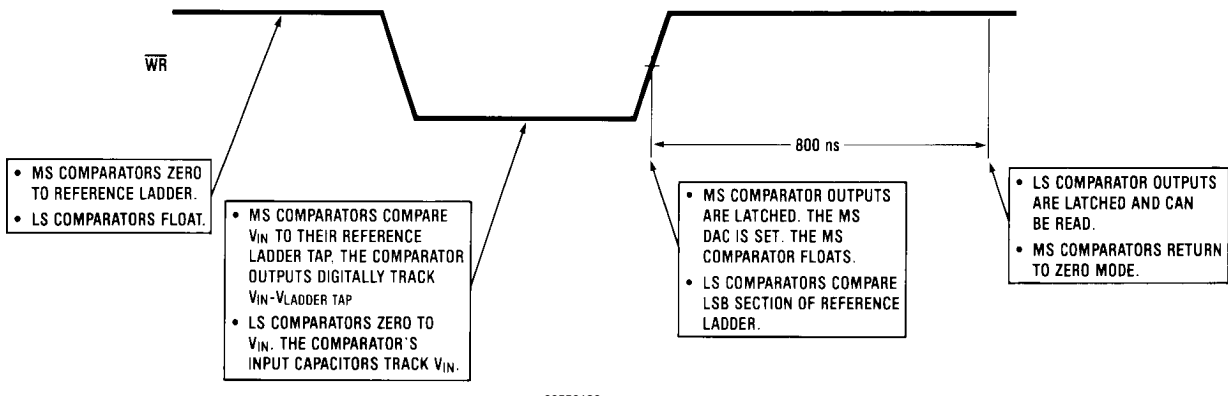 W̅R̅
800 ns
• MS COMPARATORS ZERO
TO REFERENCE LADDER.
• LS COMPARATORS FLOAT.
• MS COMPARATORS COMPARE
VIN TO THEIR REFERENCE
LADDER TAP. THE COMPARATOR
OUTPUTS DIGITALLY TRACK
VIN-VLADDER TAP
• LS COMPARATORS ZERO TO
VIN. THE COMPARATOR'S
INPUT CAPACITORS TRACK VIN.
• MS COMPARATOR OUTPUTS
ARE LATCHED. THE MS
DAC IS SET. THE MS
COMPARATOR FLOATS.
• LS COMPARATORS COMPARE
LSB SECTION OF REFERENCE
LADDER.
• LS COMPARATOR OUTPUTS
ARE LATCHED AND CAN
BE READ.
• MS COMPARATORS RETURN
TO ZERO MODE.